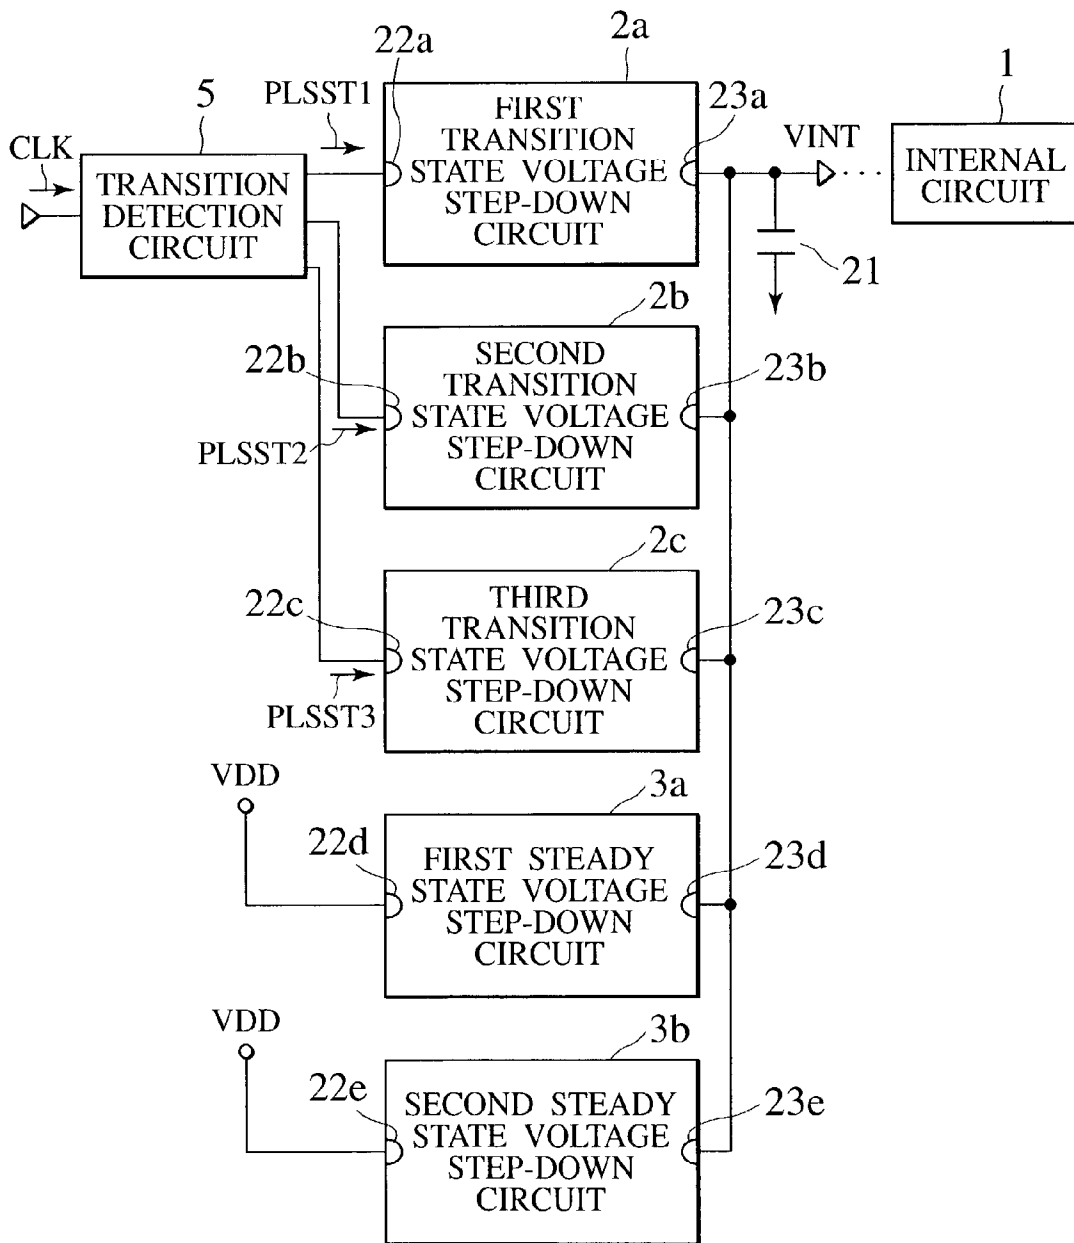 2a
22a
1
5
PLSST1
FIRST
TRANSITION
STATE VOLTAGE
STEP-DOWN
CIRCUIT
23a
VINT
CLK
TRANSITION
DETECTION
CIRCUIT
INTERNAL
CIRCUIT
21
2b
22b
SECOND
TRANSITION
STATE VOLTAGE
STEP-DOWN
CIRCUIT
23b
PLSST2
2c
22c
THIRD
TRANSITION
STATE VOLTAGE
STEP-DOWN
CIRCUIT
23c
PLSST3
VDD
3a
22d
FIRST STEADY
STATE VOLTAGE
STEP-DOWN
CIRCUIT
23d
VDD
3b
22e
SECOND STEADY
STATE VOLTAGE
STEP-DOWN
CIRCUIT
23e